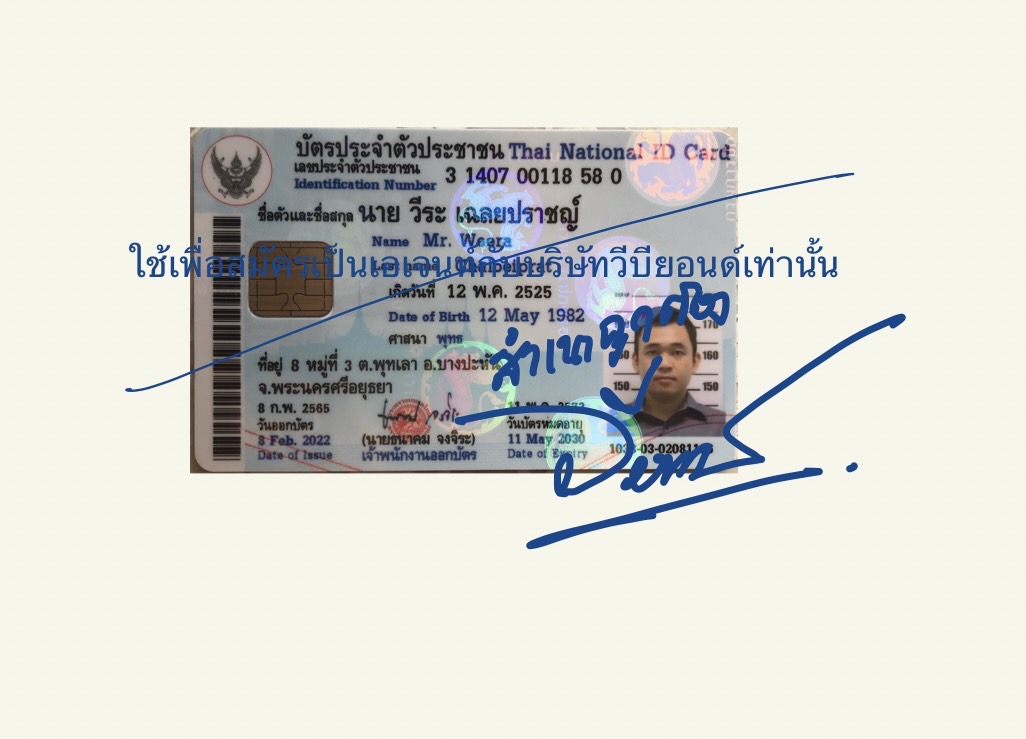 บัตรประจำตัวประชาชน Thai National ID Card
เลขประจำตัวประชาชน 3 1407 00118 58 0
Identification Number
ชื่อตัวและชื่อสกุล นาย วีระ เฉลยปราชญ์
Name Mr. Weera
ใช้เพื่อสมัครเป็นเอเจนท์กับบริษัทวีบียอนด์เท่านั้น
เกิดวันที่ 12 พ.ค. 2525
Date of Birth 12 May 1982
ศาสนา พุทธ
สำเนาถูกต้อง
170
160
150 150
ที่อยู่ 8 หมู่ที่ 3 ต.พุทเลา อ.บางปะหัน
จ.พระนครศรีอยุธยา
8 ก.พ. 2565
วันออกบัตร
8 Feb. 2022
Date of Issue
(นายธนาคม จงจิระ)
เจ้าพนักงานออกบัตร
วันบัตรหมดอายุ
11 May 2030
Date of Expiry